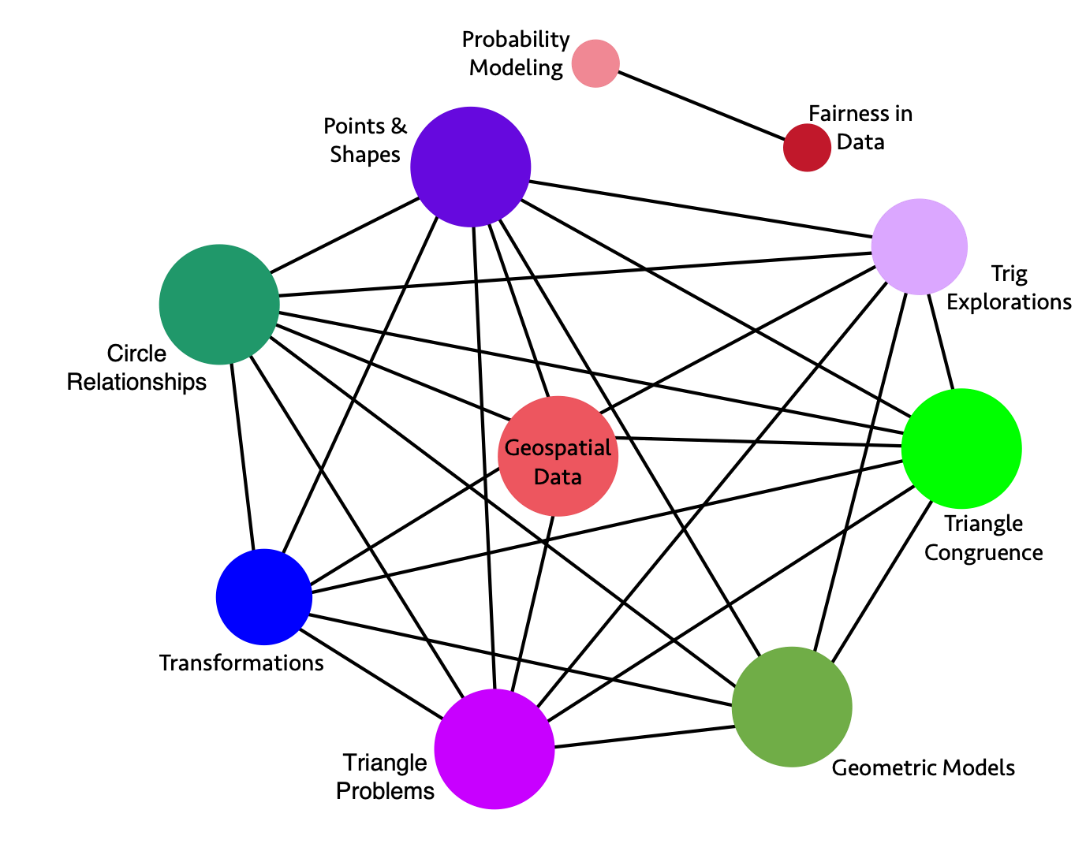 Probability
Modeling
Fairness in
Data
Points &
Shapes
Trig
Explorations
Circle
Relationships
Geospatial
Data
Triangle
Congruence
Transformations
Triangle
Problems
Geometric Models